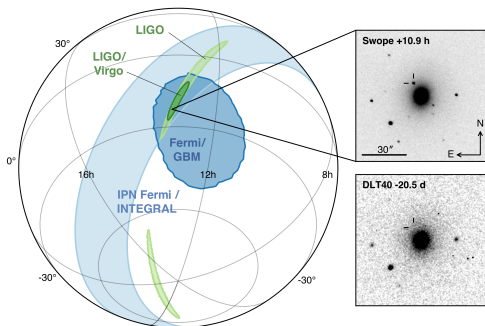 LIGO
LIGO/
Virgo
30°
Fermi/
GBM
0°
16h
12h
8h
IPN Fermi /
INTEGRAL
-30°
-30°
Swope +10.9 h
N
E
30″
DLT40 -20.5 d